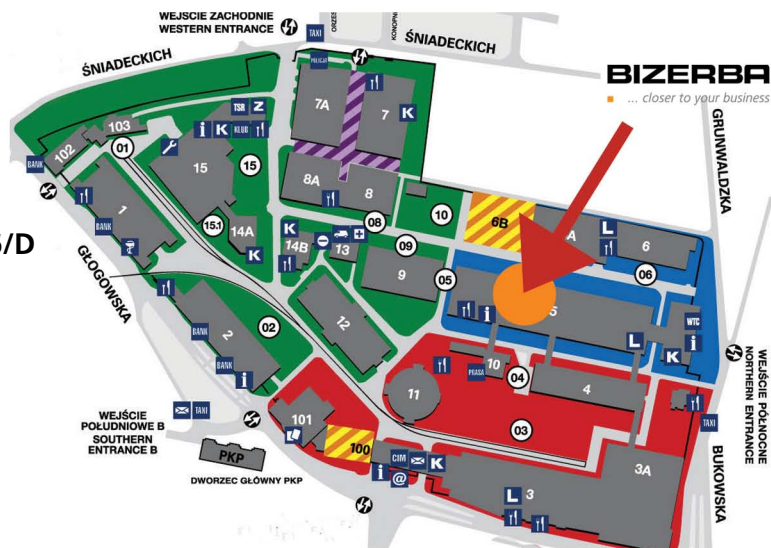 WEJŚCIE ZACHODNIE
WESTERN ENTRANCE
TAXI
ŚNIADECKICH
ŚNIADECKICH
POLICJA
BIZERBA
... closer to your business
GRUNWALDZKA
7A
7
K
TSR
Z
i
K
KLUB
103
102
01
BANK
15
15
8A
8
10
6B
A
L
6
1
15.1
14A
K
K
14B
13
08
09
9
05
06
5/D
BANK
GŁOGOWSKA
i
5
WTC
K
i
L
12
2
02
BANK
BANK
i
10
PRASA
04
4
11
03
WEJŚCIE PÓŁNOCNE
NORTHERN ENTRANCE
TAXI
BUKOWSKA
WEJŚCIE
POŁUDNIOWE B
SOUTHERN
ENTRANCE B
TAXI
101
100
PKP
DWORZEC GŁÓWNY PKP
CIM
K
i
@
3
L
3A